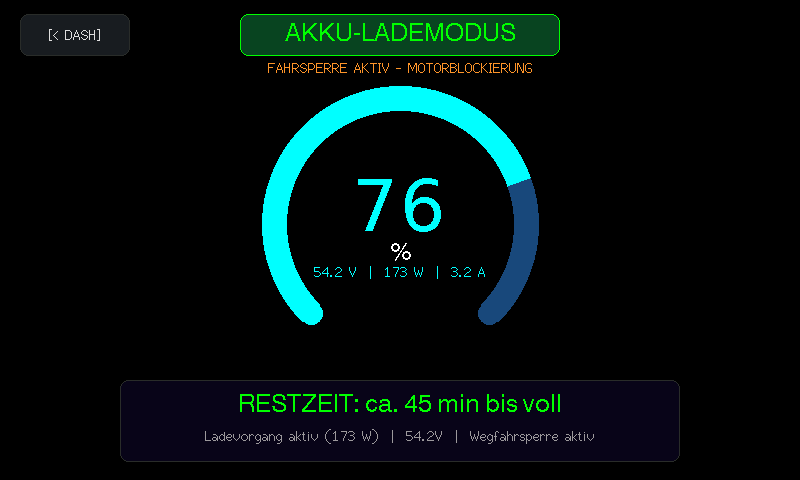 [< DASH]
AKKU-LADEMODUS
FAHRSPERRE AKTIV - MOTORBLOCKIERUNG
76
%
54.2 V | 173 W | 3.2 A
RESTZEIT: ca. 45 min bis voll
Ladevorgang aktiv (173 W) | 54.2V | Wegfahrsperre aktiv